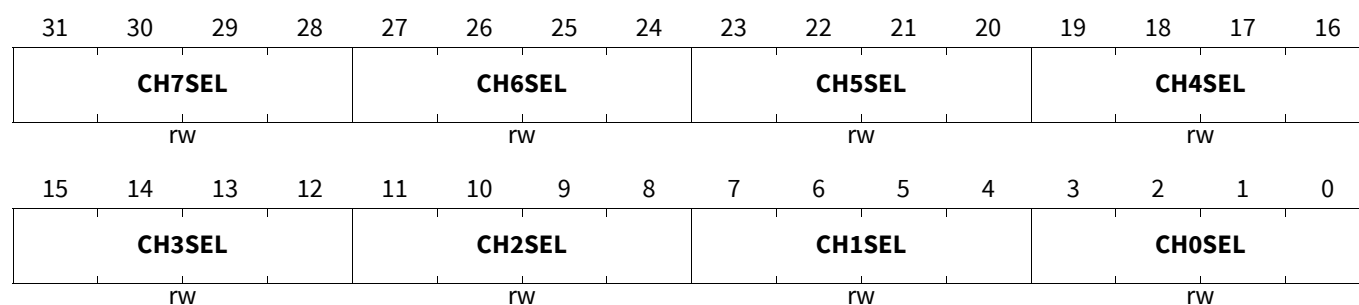 31 30 29 28 27 26 25 24 23 22 21 20 19 18 17 16
CH7SEL CH6SEL CH5SEL CH4SEL
rw rw rw rw
15 14 13 12 11 10 9 8 7 6 5 4 3 2 1 0
CH3SEL CH2SEL CH1SEL CH0SEL
rw rw rw rw